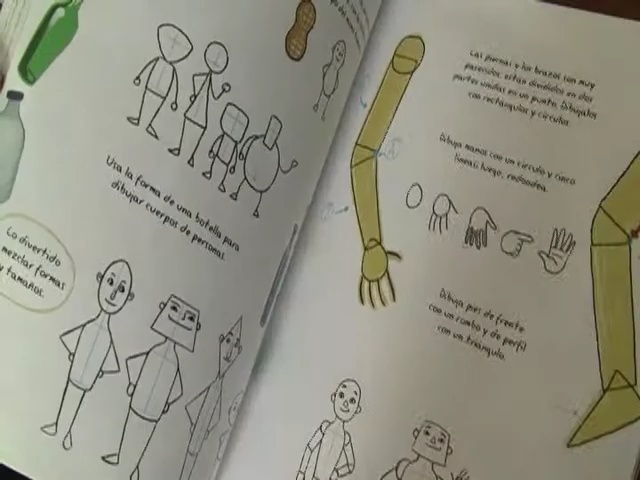 Usa la forma de una botella para
dibujar cuerpos de personas.
Lo divertido
mezclar formas
y tamaños.
Las piernas y los brazos son muy
parecidos: están divididos en dos
partes unidas en un punto. Dibújalos
con rectángulos y círculos.
Dibuja manos con un círculo y cinco
líneas; luego, redondea.
Dibuja pies de frente
con un rombo y de perfil
con un triángulo.